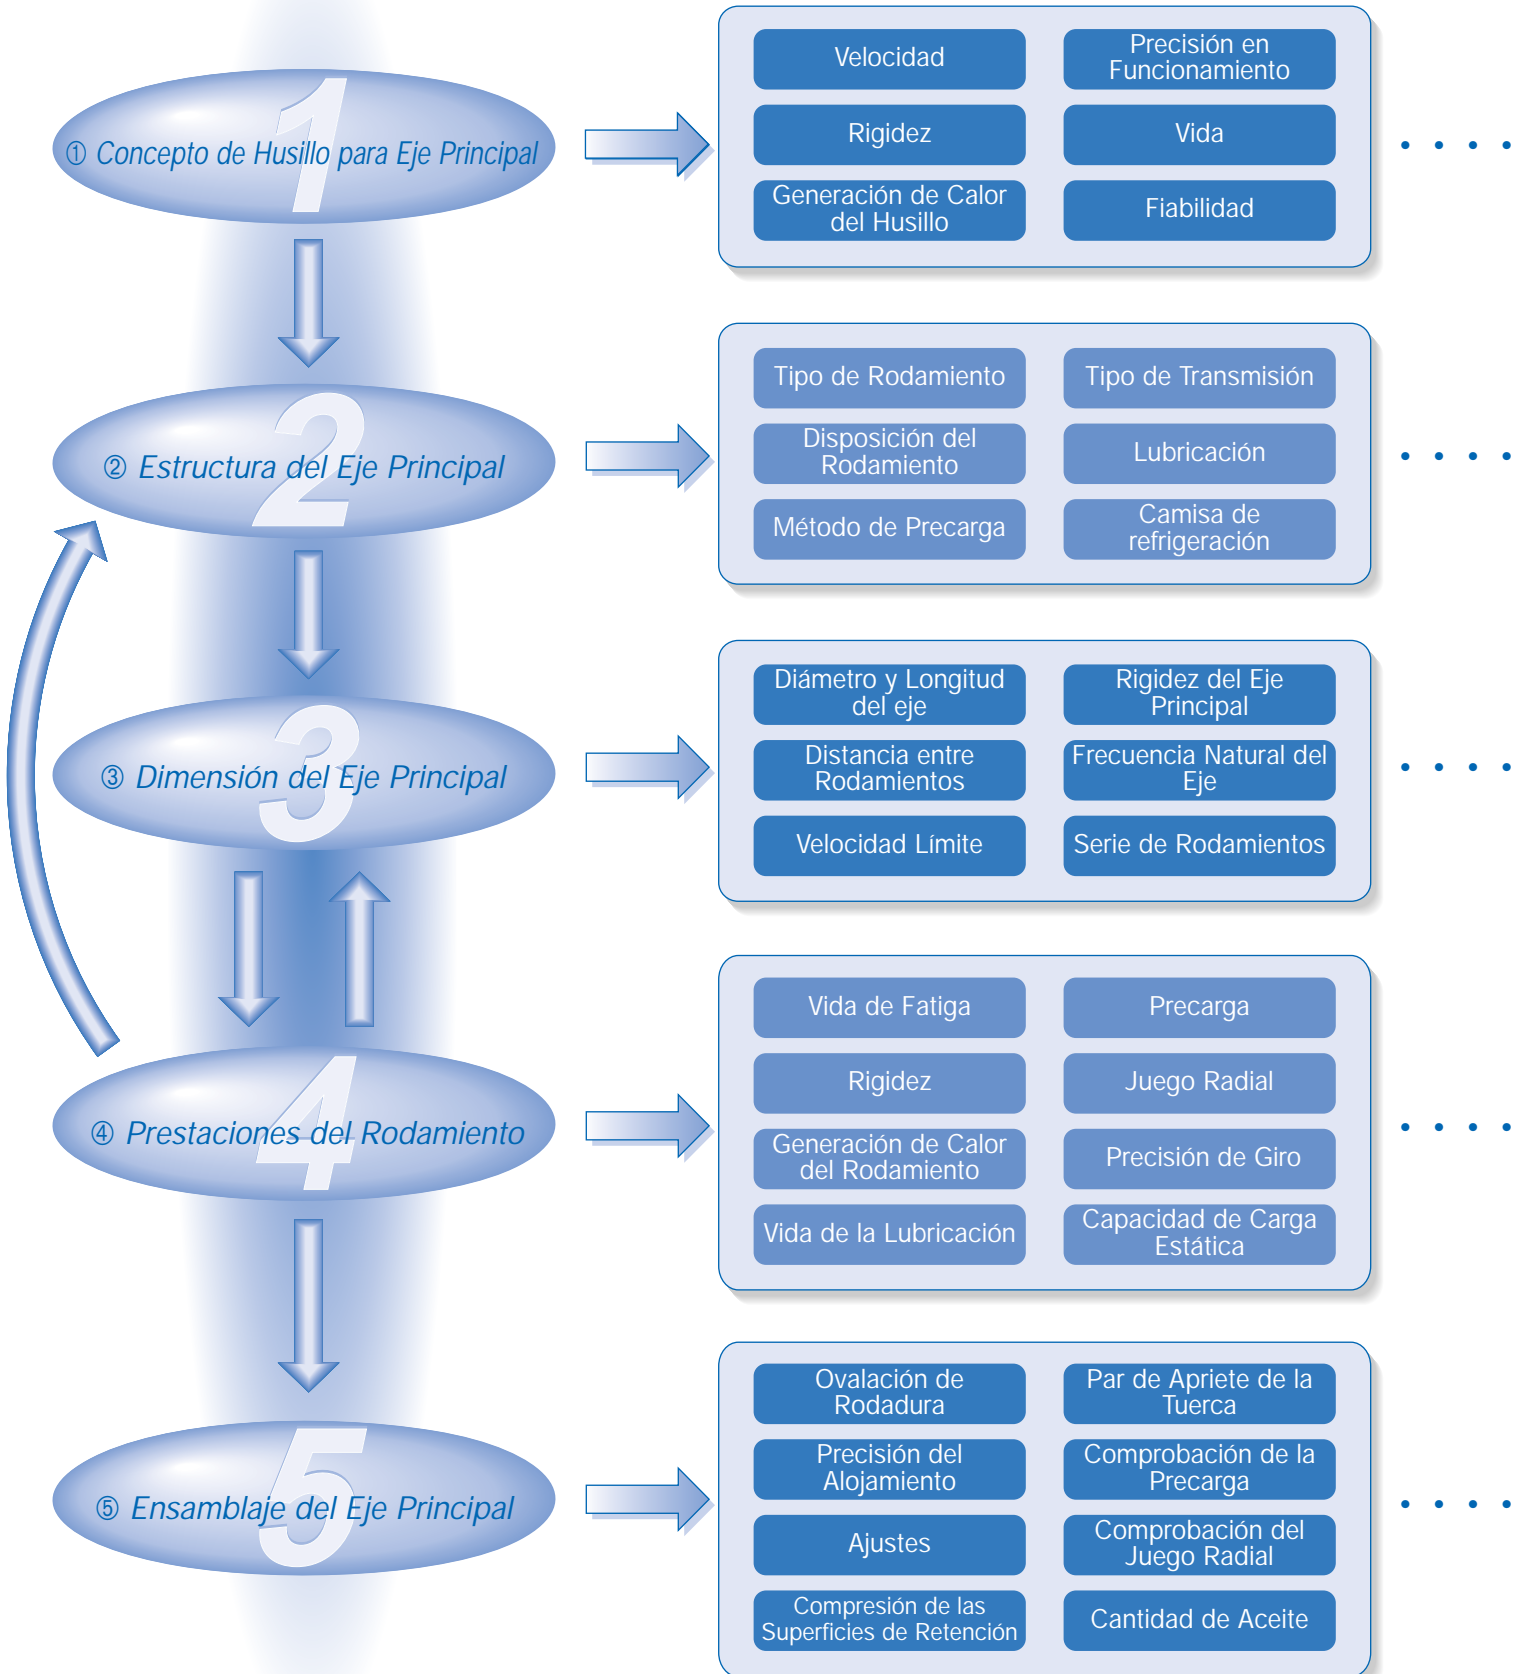 1
① Concepto de Husillo para Eje Principal
Velocidad
Precisión en
Funcionamiento
Rigidez
Vida
Generación de Calor
del Husillo
Fiabilidad
2
② Estructura del Eje Principal
Tipo de Rodamiento
Tipo de Transmisión
Disposición del
Rodamiento
Lubricación
Método de Precarga
Camisa de
refrigeración
3
③ Dimensión del Eje Principal
Diámetro y Longitud
del eje
Rigidez del Eje
Principal
Distancia entre
Rodamientos
Frecuencia Natural del
Eje
Velocidad Límite
Serie de Rodamientos
4
④ Prestaciones del Rodamiento
Vida de Fatiga
Precarga
Rigidez
Juego Radial
Generación de Calor
del Rodamiento
Precisión de Giro
Vida de la Lubricación
Capacidad de Carga
Estática
5
⑤ Ensamblaje del Eje Principal
Ovalación de
Rodadura
Par de Apriete de la
Tuerca
Precisión del
Alojamiento
Comprobación de la
Precarga
Ajustes
Comprobación del
Juego Radial
Compresión de las
Superficies de Retención
Cantidad de Aceite